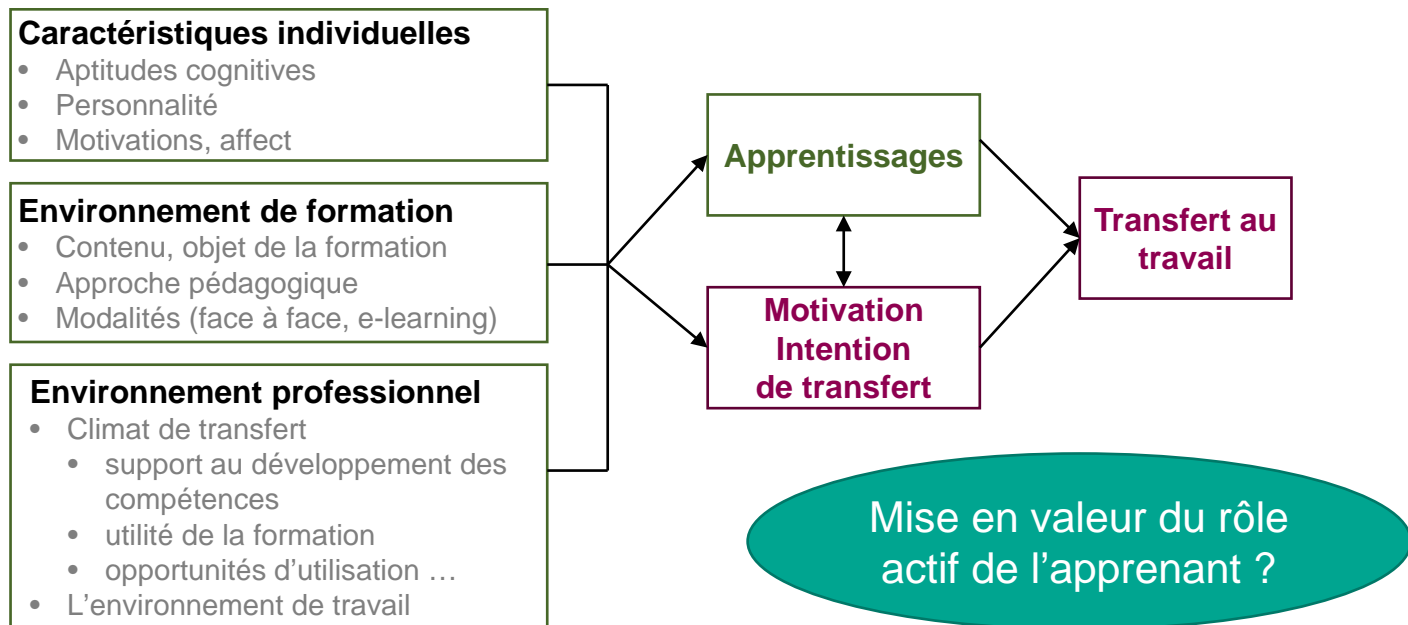 Caractéristiques individuelles
• Aptitudes cognitives
• Personnalité
• Motivations, affect
Environnement de formation
• Contenu, objet de la formation
• Approche pédagogique
• Modalités (face à face, e-learning)
Environnement professionnel
• Climat de transfert
• support au développement des
compétences
• utilité de la formation
• opportunités d’utilisation …
• L’environnement de travail
Apprentissages
Motivation
Intention
de transfert
Transfert au
travail
Mise en valeur du rôle
actif de l’apprenant ?